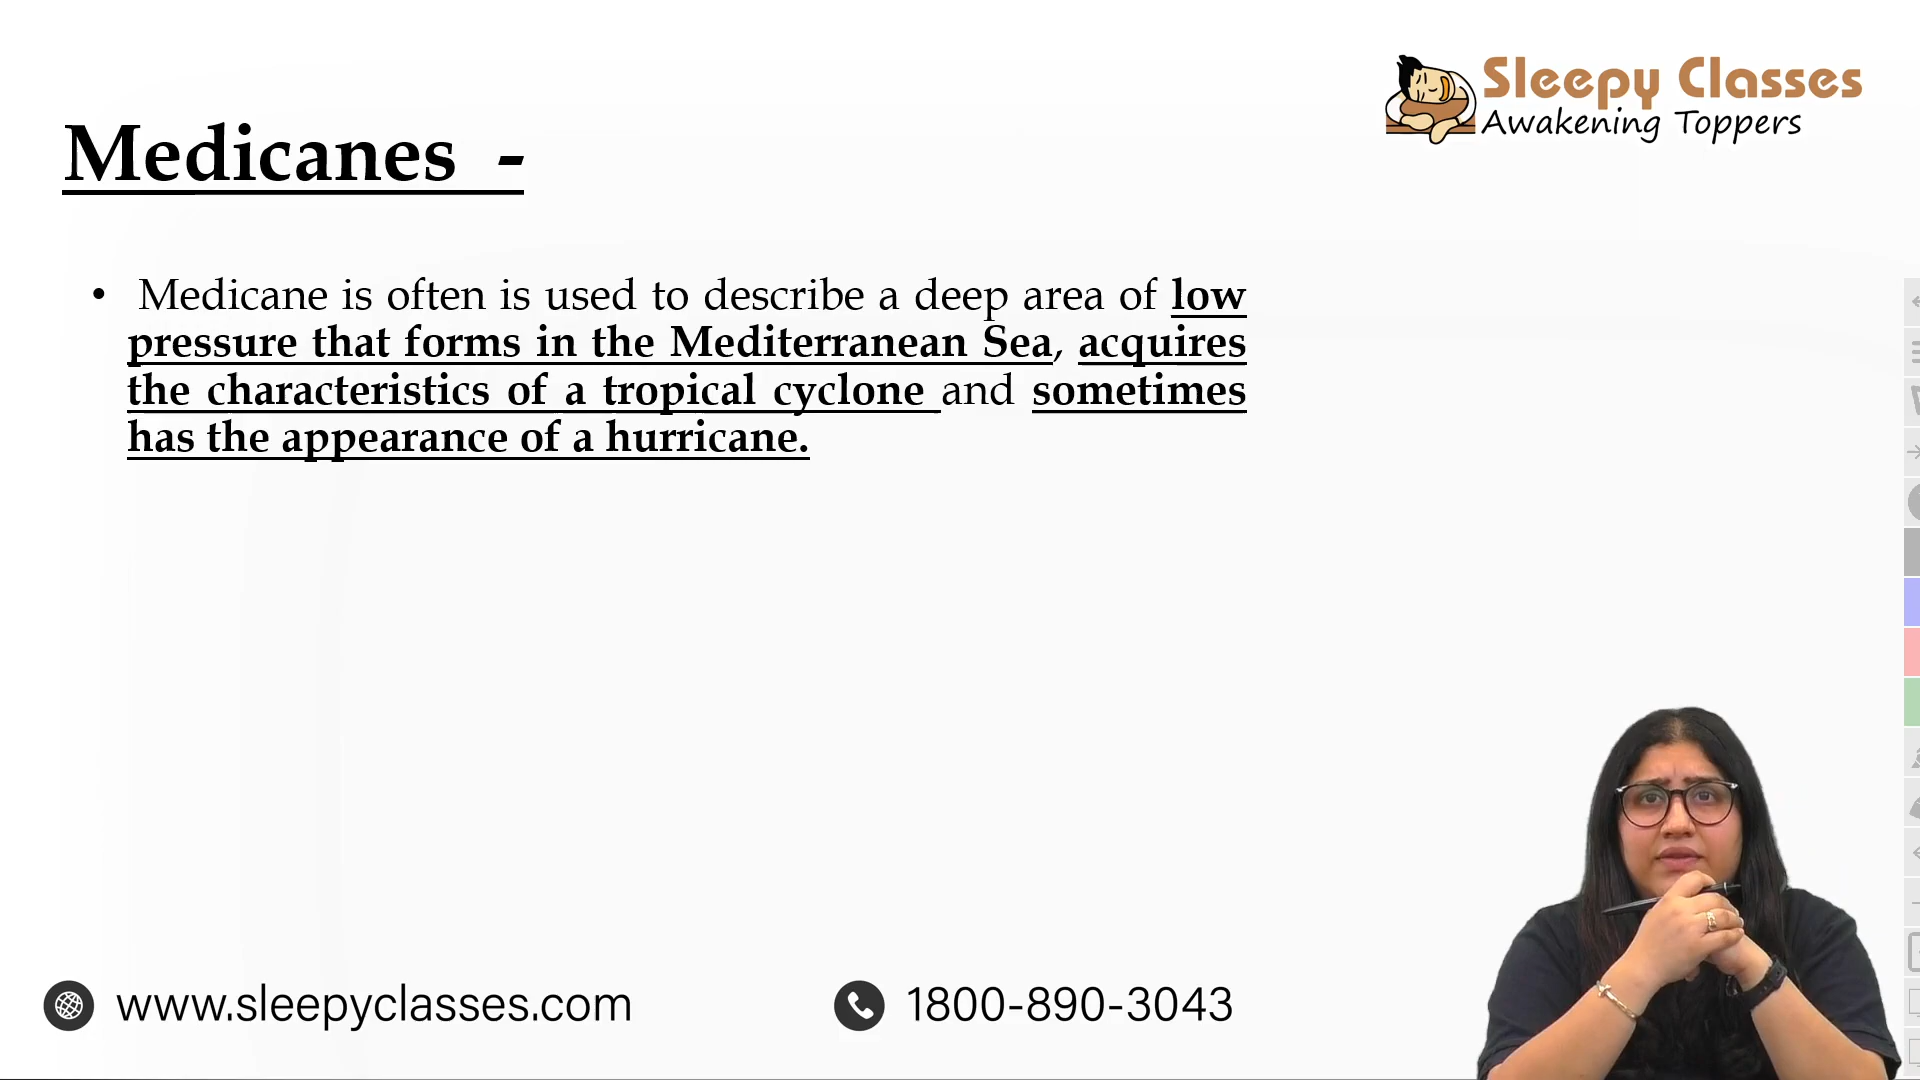 Sleepy Classes
Awakening Toppers
Medicanes -
• Medicane is often is used to describe a deep area of low
pressure that forms in the Mediterranean Sea, acquires
the characteristics of a tropical cyclone and sometimes
has the appearance of a hurricane.
www.sleepyclasses.com
1800-890-3043